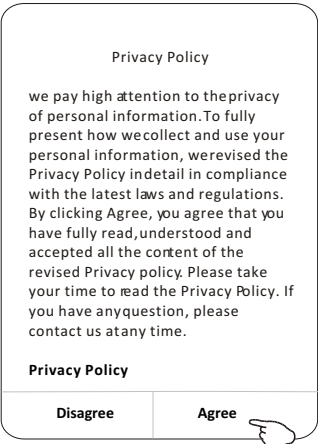 Privacy Policy
we pay high attention to theprivacy
of personal information.To fully
present how wecollect and use your
personal information, werevised the
Privacy Policy indetail in compliance
with the latest laws and regulations.
By clicking Agree, you agree that you
have fully read,understood and
accepted all the content of the
revised Privacy policy. Please take
your time to read the Privacy Policy. If
you have anyquestion, please
contact us atany time.
Privacy Policy
Disagree Agree